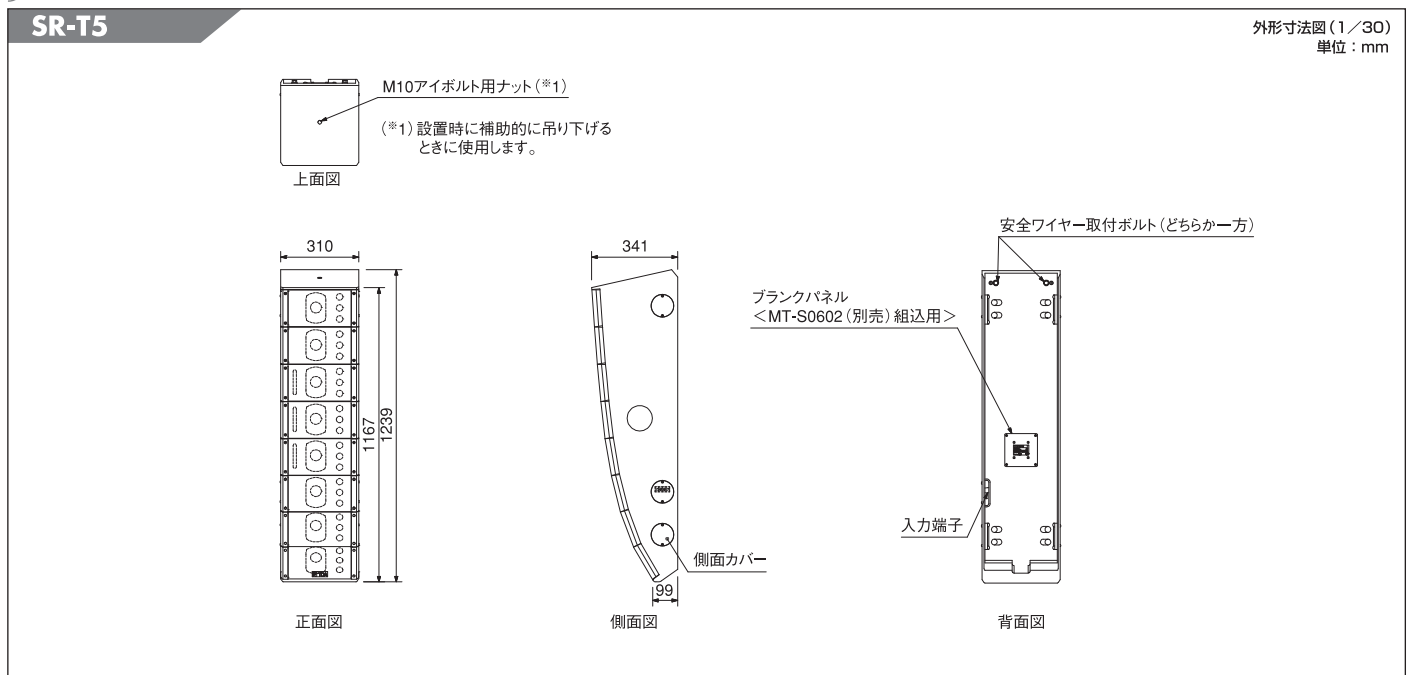 SR-T5
外形寸法図(1/30)
単位:mm
M10アイボルト用ナット(※1)
(※1)設置時に補助的に吊り下げる
ときに使用します。
上面図
310
1167
1239
正面図
341
99
側面カバー
側面図
安全ワイヤー取付ボルト(どちらか一方)
ブランクパネル
<MT-S0602(別売)組込用>
入力端子
背面図